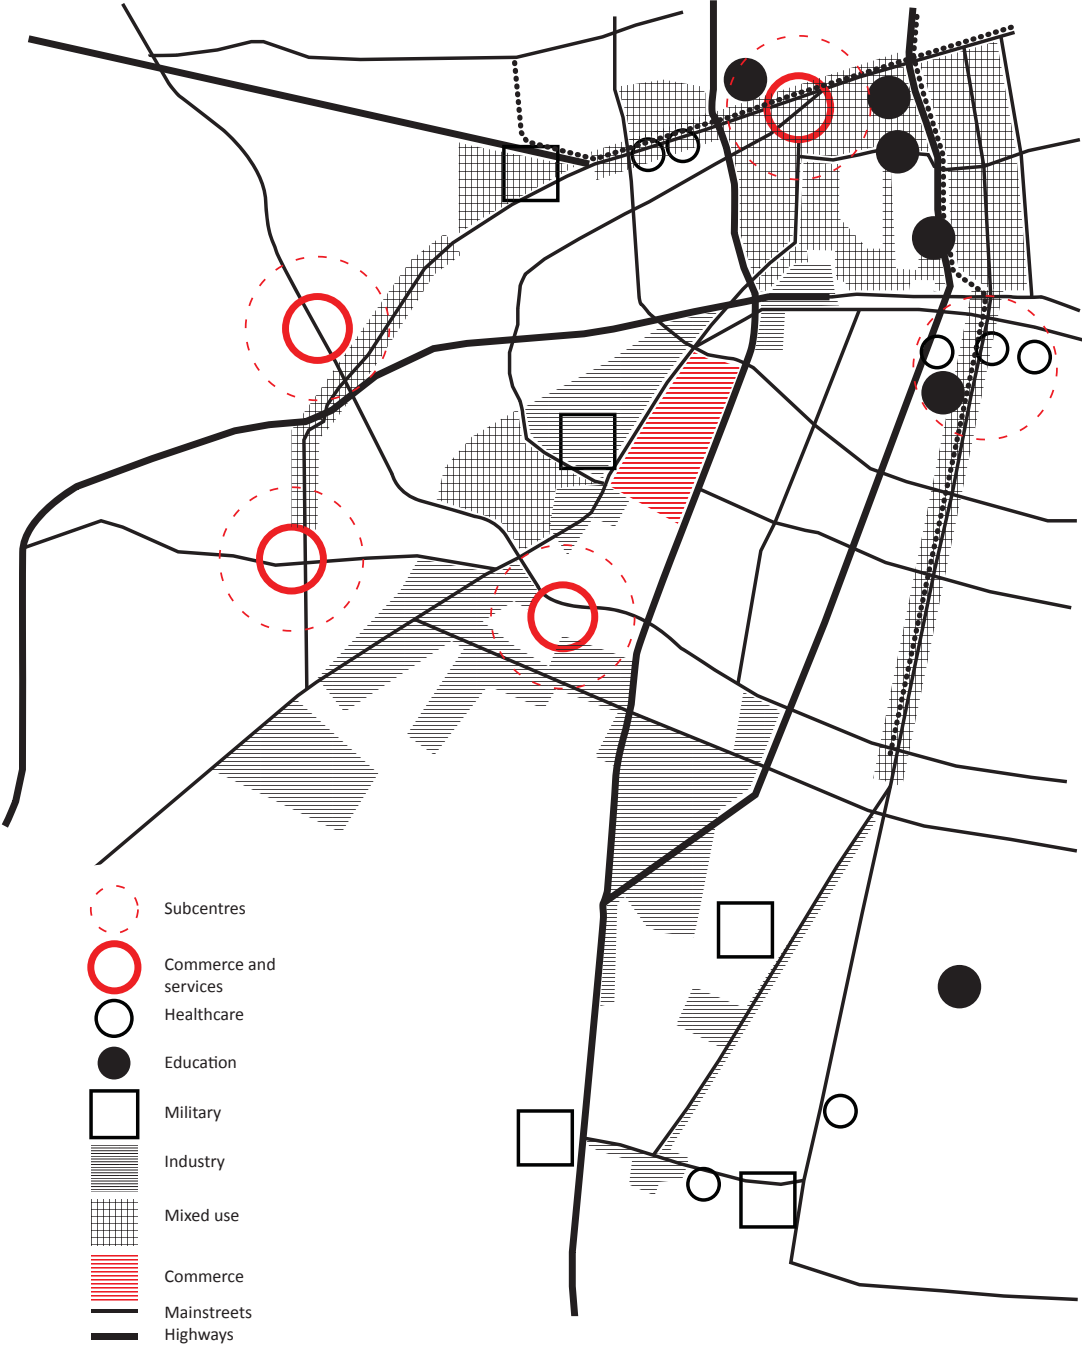 Subcentres
Commerce and
services
Healthcare
Education
Military
Industry
Mixed use
Commerce
Mainstreets
Highways